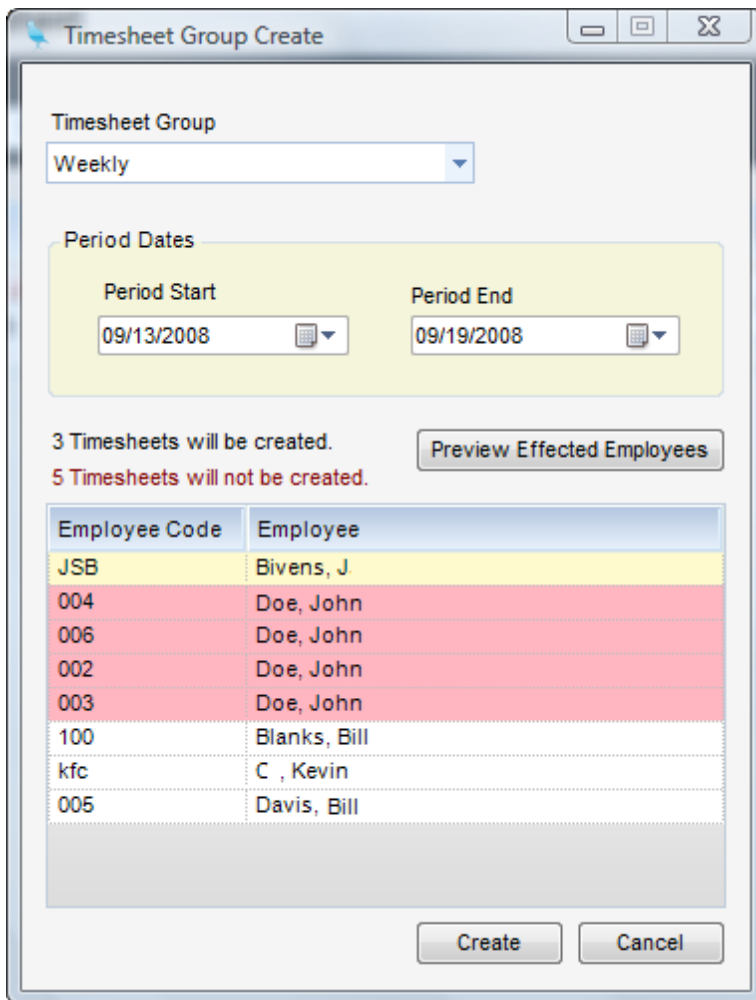 Timesheet Group Create
Timesheet Group
Weekly
Period Dates
Period Start Period End
09/13/2008 09/19/2008
3 Timesheets will be created.
Preview Effected Employees
5 Timesheets will not be created.
Employee Code Employee
JSB Bivens, J
004 Doe, John
006 Doe, John
002 Doe, John
003 Doe, John
100 Blanks, Bill
kfc C , Kevin
005 Davis, Bill
Create Cancel